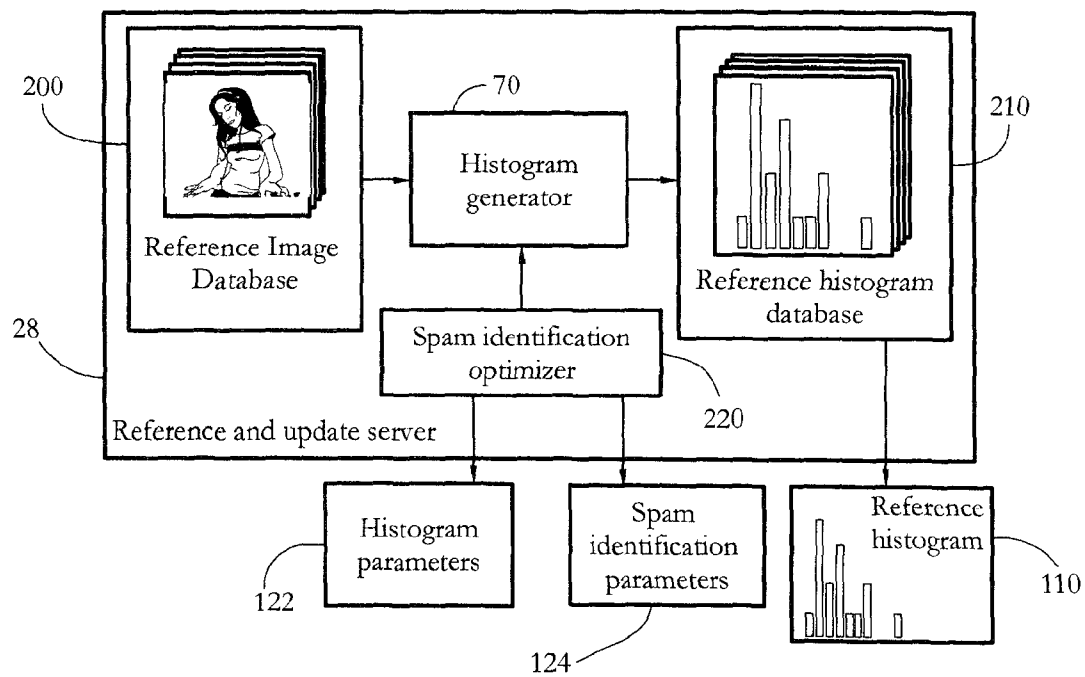 200
70
210
Histogram
generator
Reference Image
Database
Reference histogram
database
28
Spam identification
optimizer
220
Reference and update server
Histogram
parameters
Spam
identification
parameters
Reference
histogram
122
124
110